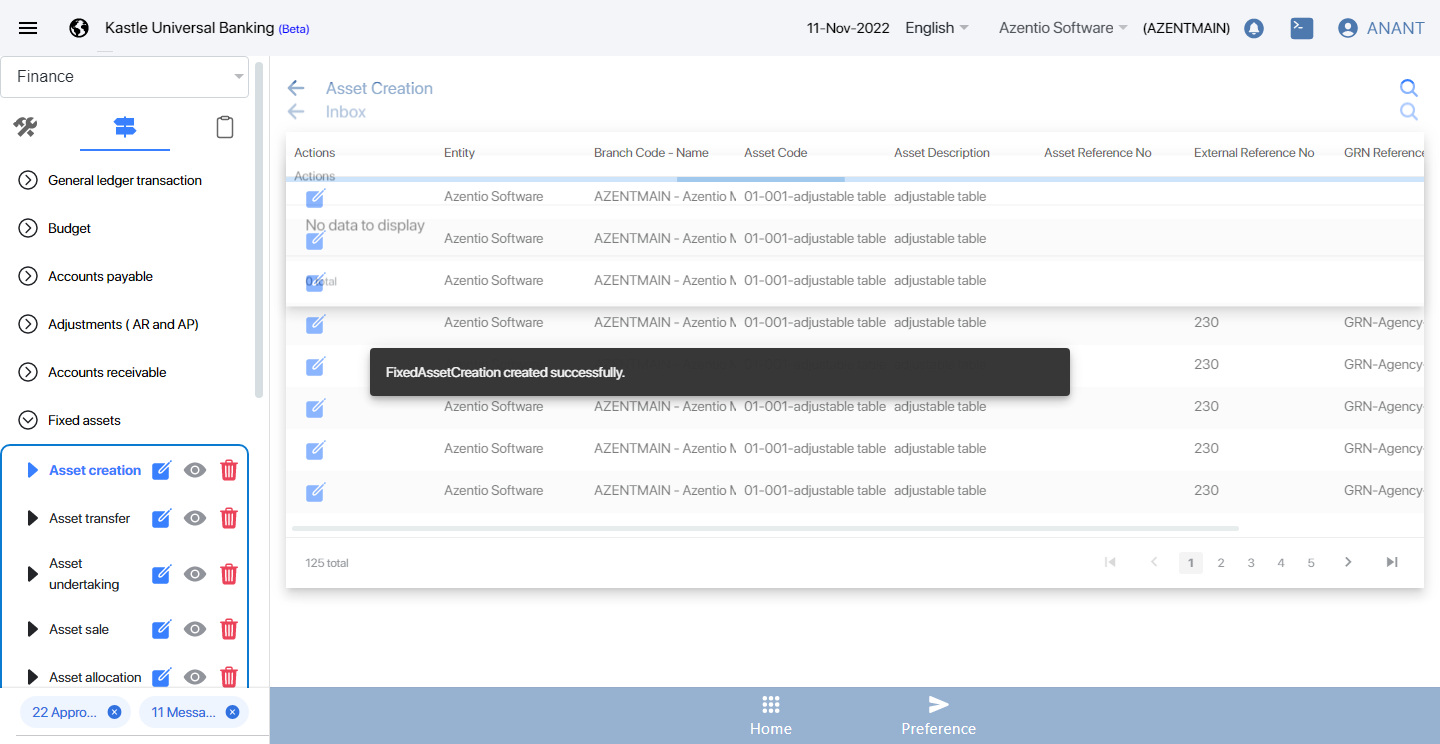 Kastle Universal Banking (Beta)
11-Nov-2022
English
Azentio Software
(AZENTMAIN)
ANANT
Finance
General ledger transaction
Budget
Accounts payable
Adjustments ( AR and AP)
Accounts receivable
Fixed assets
Asset creation
Asset transfer
Asset
undertaking
Asset sale
Asset allocation
22 Appro...
11 Messa...
Asset Creation
Inbox
Actions Entity Branch Code - Name Asset Code Asset Description Asset Reference No External Reference No GRN Reference
Actions
Azentio Software AZENTMAIN - Azentio 01-001-adjustable table adjustable table
No data to display
Azentio Software AZENTMAIN - Azentio 01-001-adjustable table adjustable table
0 total
Azentio Software AZENTMAIN - Azentio 01-001-adjustable table adjustable table
Azentio Software AZENTMAIN - Azentio 01-001-adjustable table adjustable table 230 GRN-Agency-
230 GRN-Agency-
FixedAssetCreation created successfully.
Azentio Software AZENTMAIN - Azentio 01-001-adjustable table adjustable table 230 GRN-Agency-
Azentio Software AZENTMAIN - Azentio 01-001-adjustable table adjustable table 230 GRN-Agency-
Azentio Software AZENTMAIN - Azentio 01-001-adjustable table adjustable table 230 GRN-Agency-
125 total
1 2 3 4 5
Home
Preference